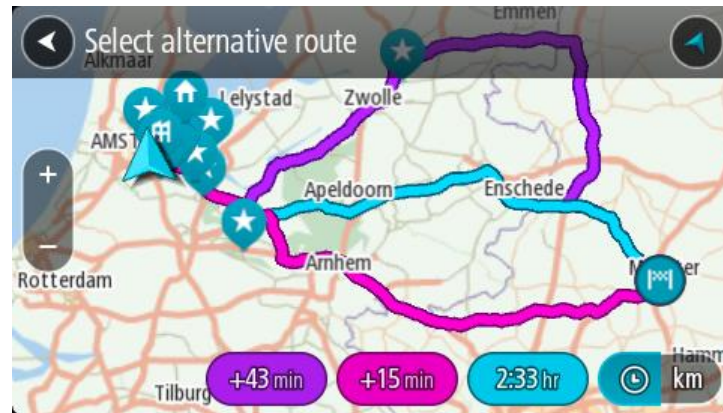 Emmen
Select alternative route
Alkmaar
Lelystad
Zwolle
+
Apeldoorn
Enschede
−
Arnhem
Rotterdam
Hamm
+43 min
+15 min
2:33 hr
km
Tilburg